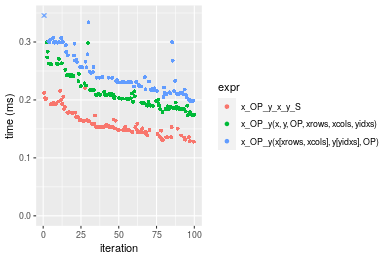 0.3
0.2
0.1
0.0
time (ms)
0
25
50
75
100
iteration
expr
x_OP_y_x_y_S
x_OP_y(x, y, OP, xrows, xcols, yidxs)
x_OP_y(x[xrows, xcols], y[yidxs], OP)